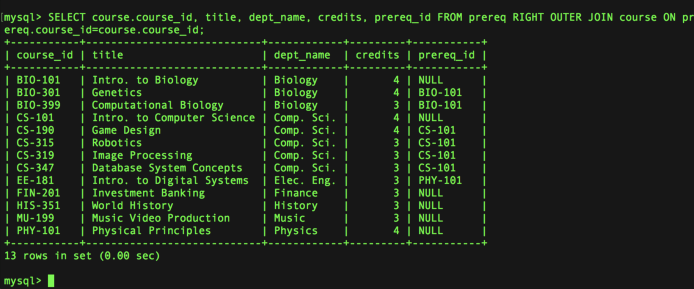 mysql> SELECT course.course_id, title, dept_name, credits, prereq_id FROM prereq RIGHT OUTER JOIN course ON pr
ereq.course_id=course.course_id;
+-----------+----------------------------+------------+---------+-----------+
| course_id | title                      | dept_name  | credits | prereq_id |
+-----------+----------------------------+------------+---------+-----------+
| BIO-101   | Intro. to Biology          | Biology    |       4 | NULL      |
| BIO-301   | Genetics                   | Biology    |       4 | BIO-101   |
| BIO-399   | Computational Biology      | Biology    |       3 | BIO-101   |
| CS-101    | Intro. to Computer Science | Comp. Sci. |       4 | NULL      |
| CS-190    | Game Design                | Comp. Sci. |       4 | CS-101    |
| CS-315    | Robotics                   | Comp. Sci. |       3 | CS-101    |
| CS-319    | Image Processing           | Comp. Sci. |       3 | CS-101    |
| CS-347    | Database System Concepts   | Comp. Sci. |       3 | CS-101    |
| EE-181    | Intro. to Digital Systems  | Elec. Eng. |       3 | PHY-101   |
| FIN-201   | Investment Banking         | Finance    |       3 | NULL      |
| HIS-351   | World History              | History    |       3 | NULL      |
| MU-199    | Music Video Production     | Music      |       3 | NULL      |
| PHY-101   | Physical Principles        | Physics    |       4 | NULL      |
+-----------+----------------------------+------------+---------+-----------+
13 rows in set (0.00 sec)
mysql>